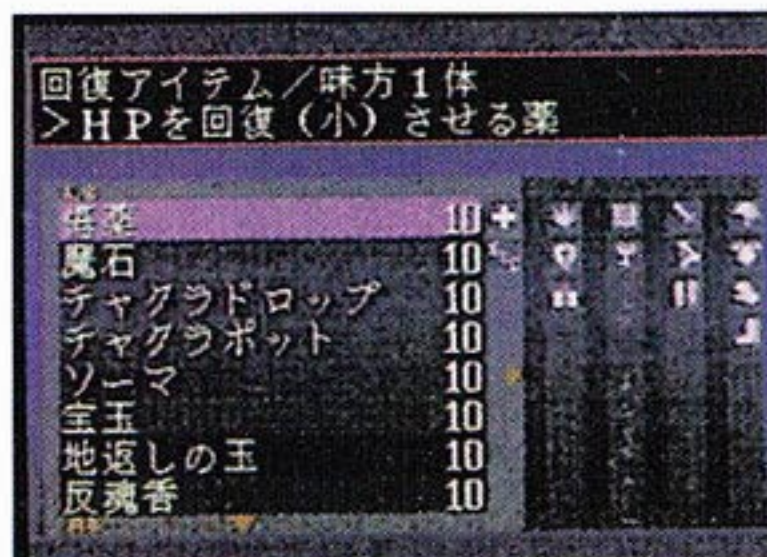 回復アイテム/味方1体
>HPを回復(小)させる薬
傷薬 10
魔石 10
チャクラドロップ 10
チャクラポット 10
ソーマ 10
宝玉 10
地返しの玉 10
反魂香 10